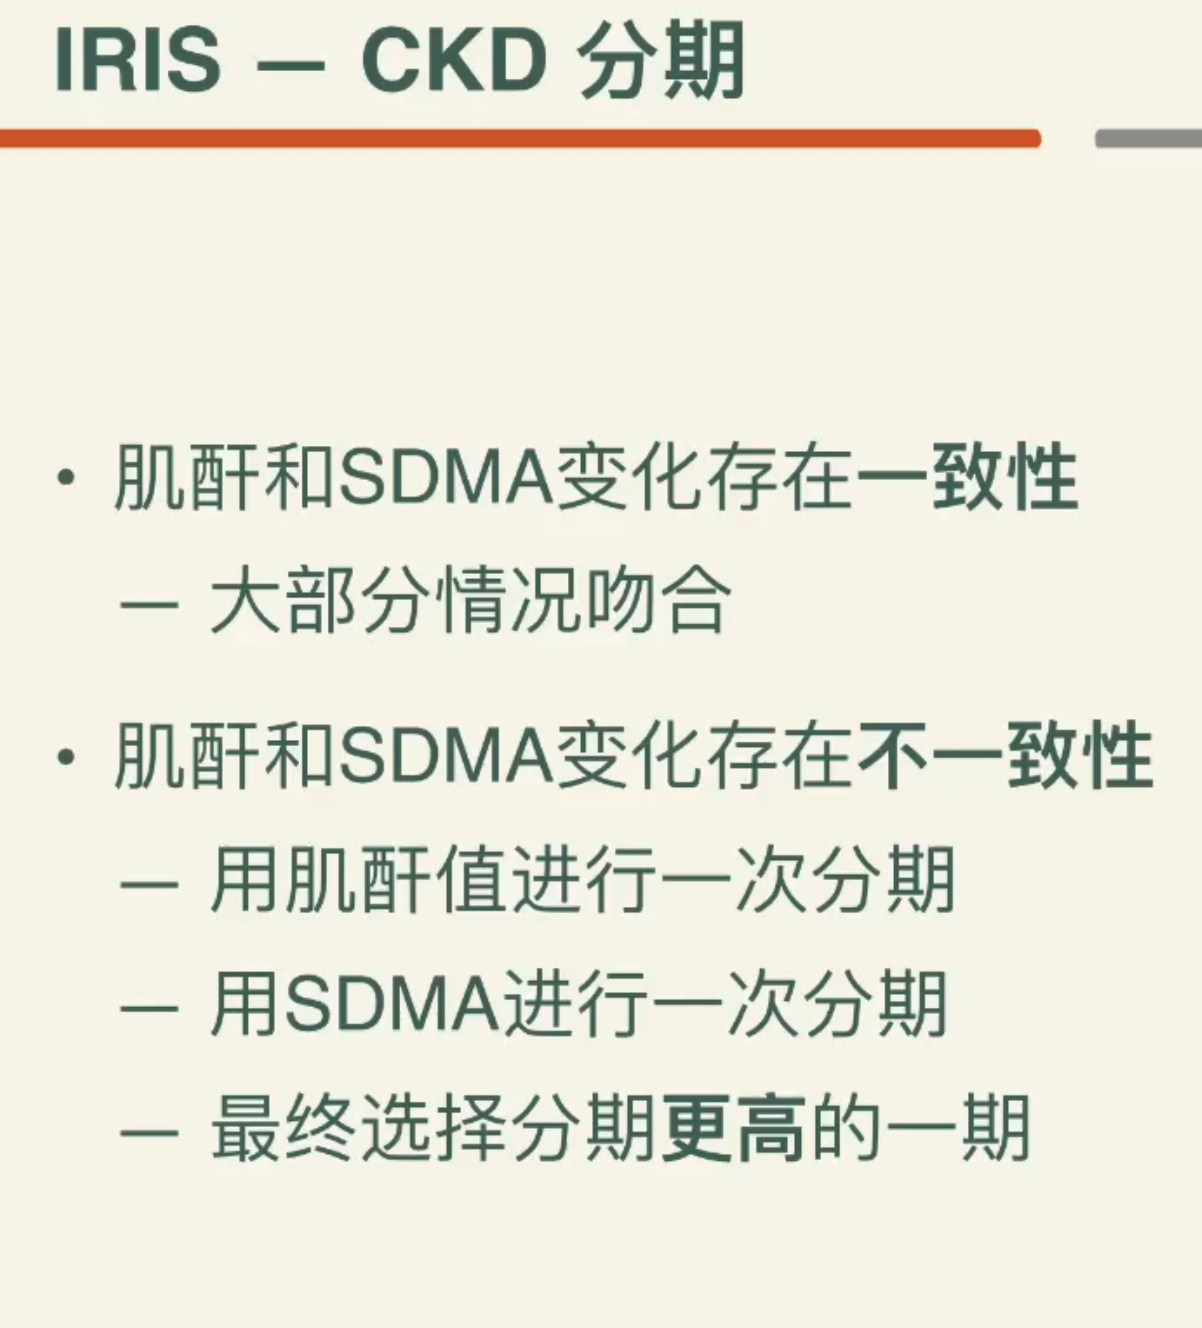 IRIS — CKD 分期
• 肌酐和SDMA变化存在一致性
— 大部分情况吻合
• 肌酐和SDMA变化存在不一致性
— 用肌酐值进行一次分期
— 用SDMA进行一次分期
— 最终选择分期更高的一期